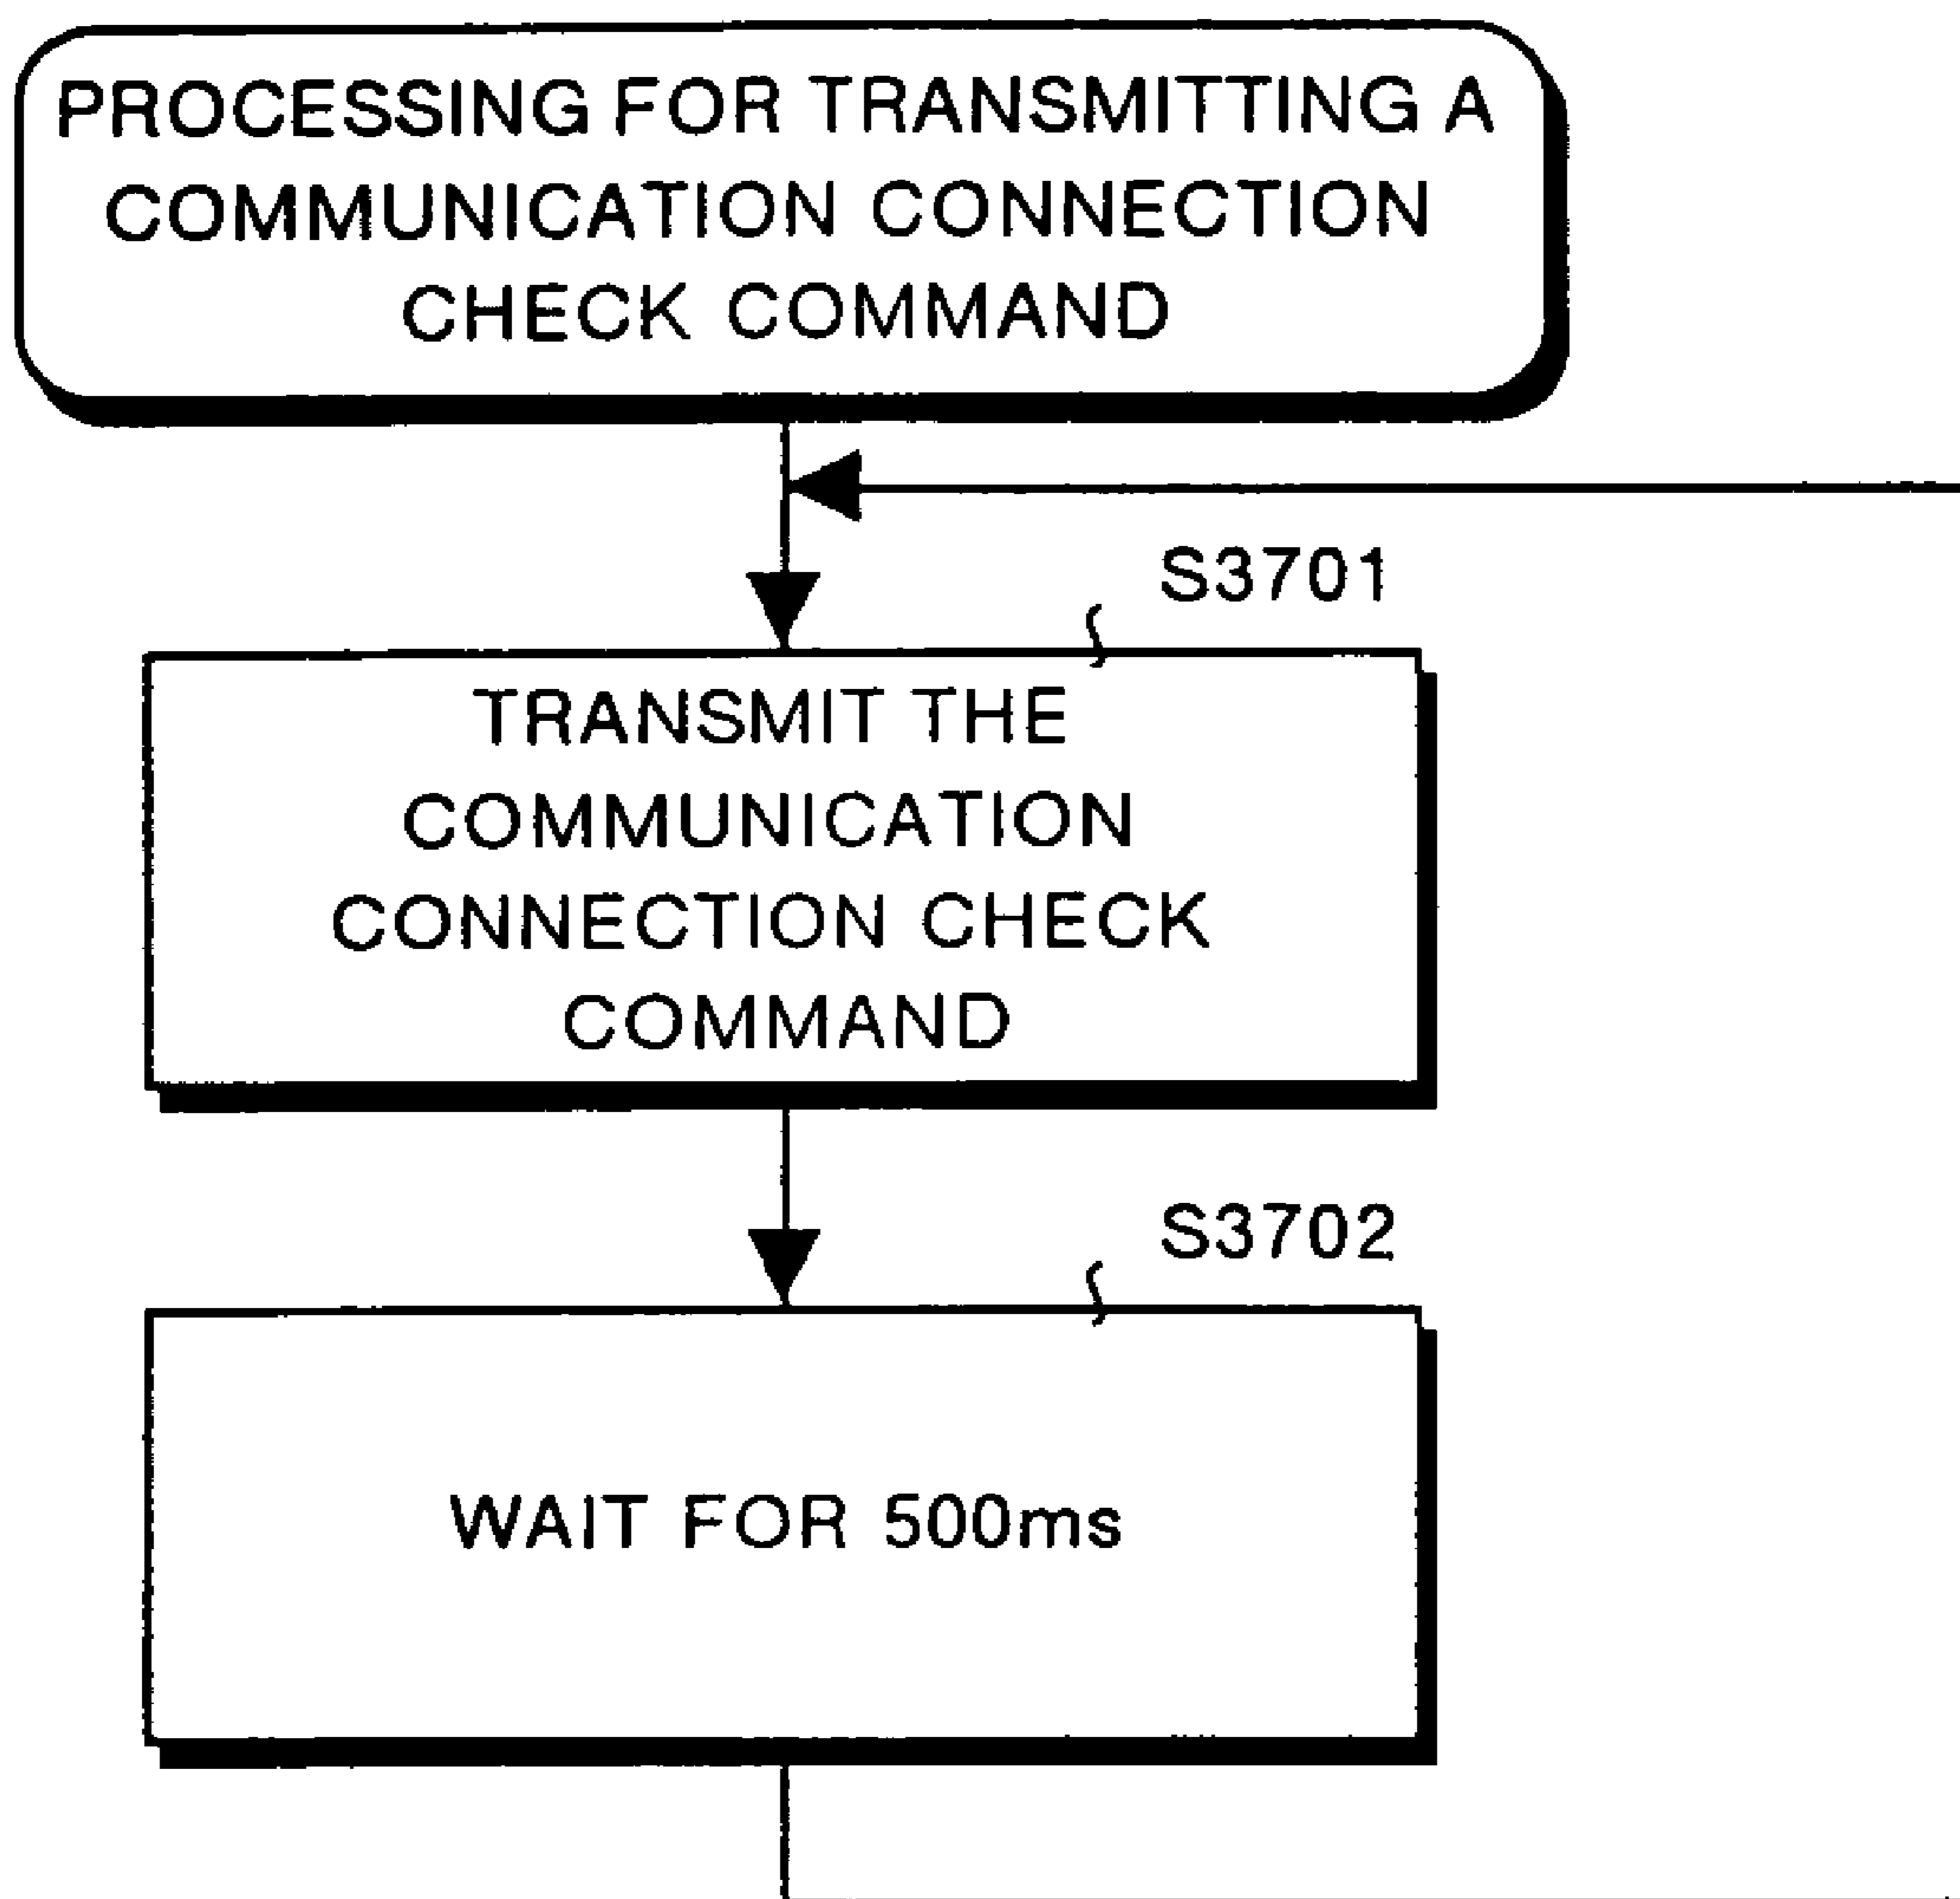 PROCESSING FOR TRANSMITTING A
COMMUNICATION CONNECTION
CHECK COMMAND
S3701
TRANSMIT THE
COMMUNICATION
CONNECTION CHECK
COMMAND
S3702
WAIT FOR 500ms